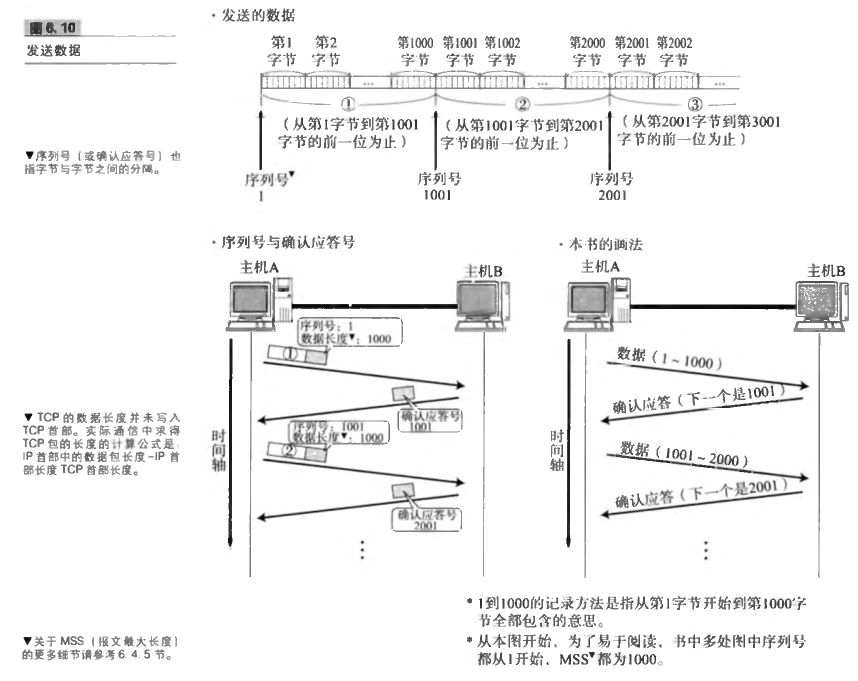 图6.10
发送数据
·发送的数据
第1字节 第2字节 第1000字节 第1001字节 第1002字节 第2000字节 第2001字节 第2002字节
… … …
① ② ③
（从第1字节到第1001字节的前一位为止）
（从第1001字节到第2001字节的前一位为止）
（从第2001字节到第3001字节的前一位为止）
▼序列号（或确认应答号）也
指字节与字节之间的分隔。
序列号▼
1
序列号
1001
序列号
2001
·序列号与确认应答号
主机A
主机B
序列号：1
数据长度▼：1000
①
确认应答号
1001
序列号：1001
数据长度▼：1000
②
确认应答号
2001
时间轴
⋮
·本书的画法
主机A
主机B
数据（1~1000）
确认应答（下一个是1001）
数据（1001~2000）
确认应答（下一个是2001）
时间轴
⋮
▼TCP的数据长度并未写入
TCP首部。实际通信中求得
TCP包的长度的计算公式是：
IP首部中的数据包长度-IP首
部长度TCP首部长度。
*1到1000的记录方法是指从第1字节开始到第1000字
节全部包含的意思。
*从本图开始，为了易于阅读，书中多处图中序列号
都从1开始，MSS▼都为1000。
▼关于MSS（报文最大长度）
的更多细节请参考6.4.5节。